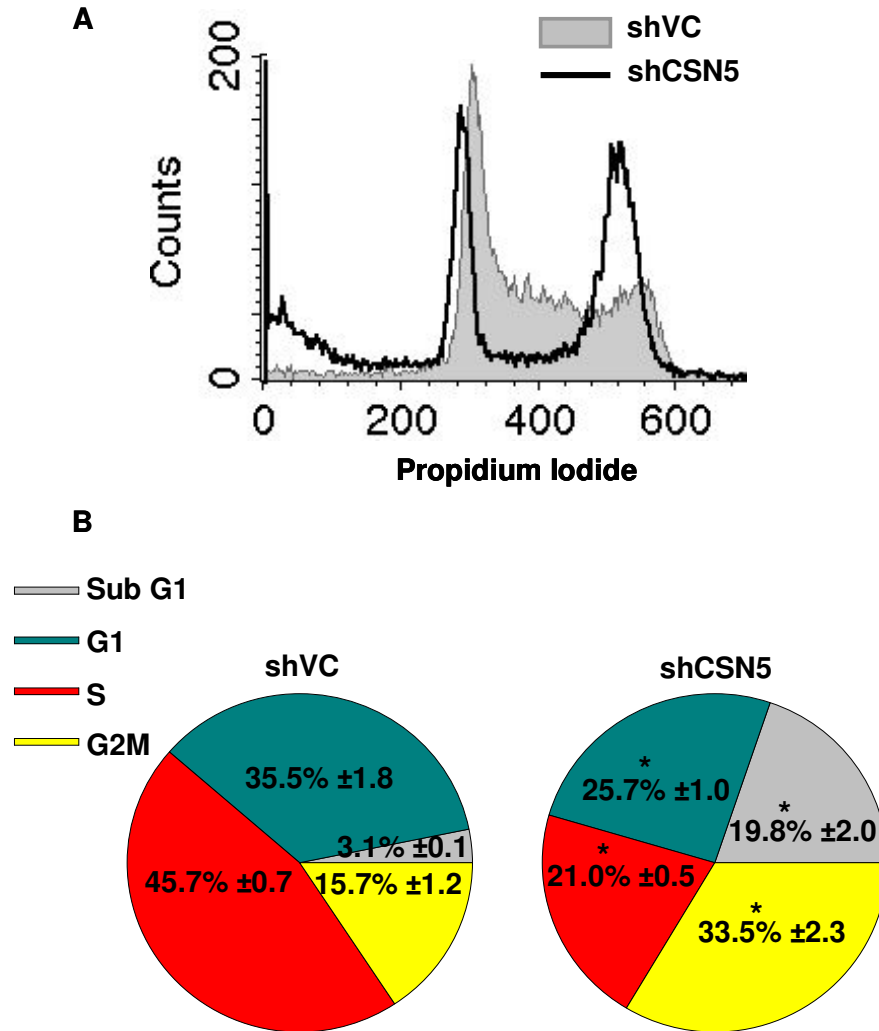 A
shVC
shCSN5
200
Counts
0
0 200 400 600
Propidium Iodide
B
Sub G1
G1
S
G2M
shVC
35.5% ±1.8
3.1% ±0.1
45.7% ±0.7
15.7% ±1.2
shCSN5
*
25.7% ±1.0
*
19.8% ±2.0
*
21.0% ±0.5
*
33.5% ±2.3